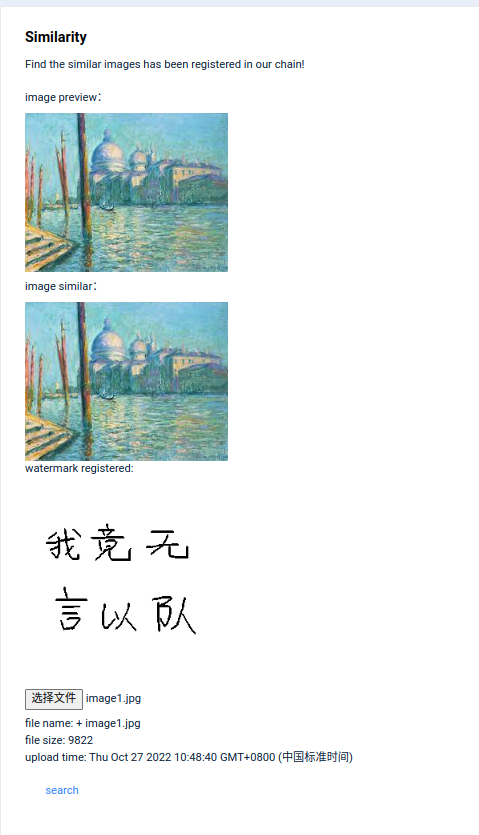 Similarity
Find the similar images has been registered in our chain!
image preview：
image similar：
watermark registered:
我竟无
言以队
选择文件 image1.jpg
file name: + image1.jpg
file size: 9822
upload time: Thu Oct 27 2022 10:48:40 GMT+0800 (中国标准时间)
search